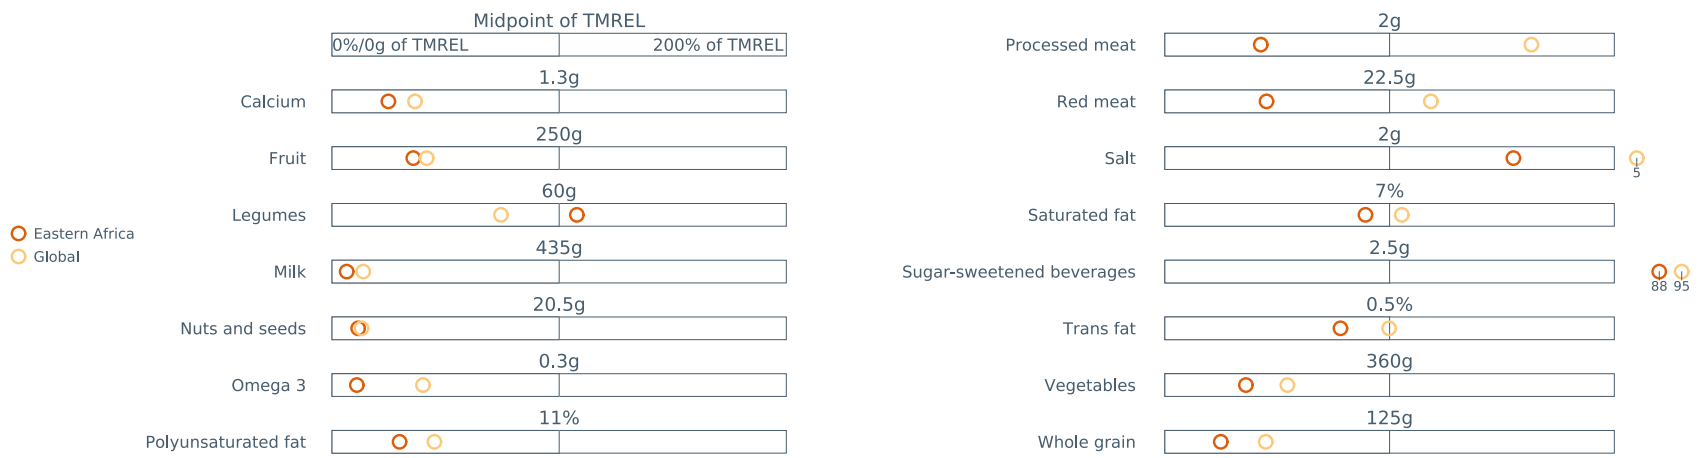 Midpoint of TMREL
0%/0g of TMREL 200% of TMREL
1.3g
Calcium
250g
Fruit
60g
Legumes
435g
Milk
20.5g
Nuts and seeds
0.3g
Omega 3
11%
Polyunsaturated fat
Eastern Africa
Global
2g
Processed meat
22.5g
Red meat
2g
Salt
5
7%
Saturated fat
2.5g
Sugar-sweetened beverages
88 95
0.5%
Trans fat
360g
Vegetables
125g
Whole grain